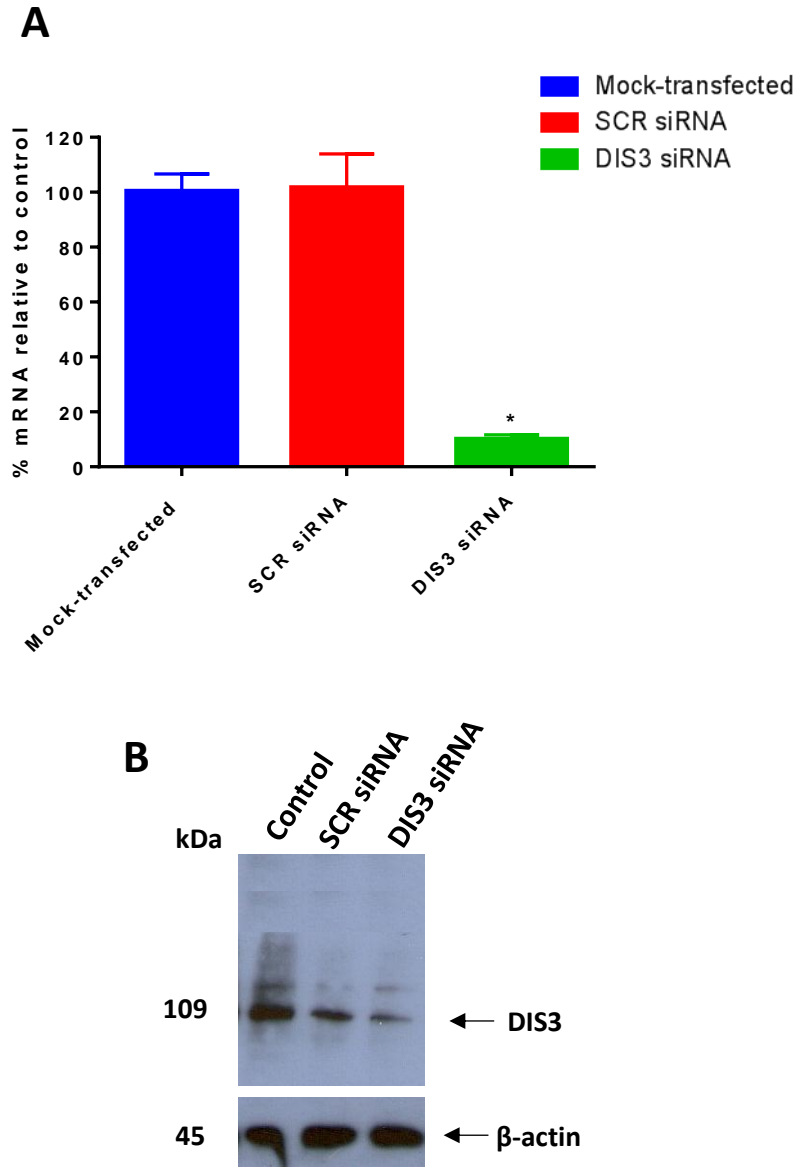 A
Mock-transfected
SCR siRNA
DIS3 siRNA
% mRNA relative to control
120
100
80
60
40
20
0
*
Mock-transfected
SCR siRNA
DIS3 siRNA
B
kDa
Control
SCR siRNA
DIS3 siRNA
109
DIS3
45
β-actin